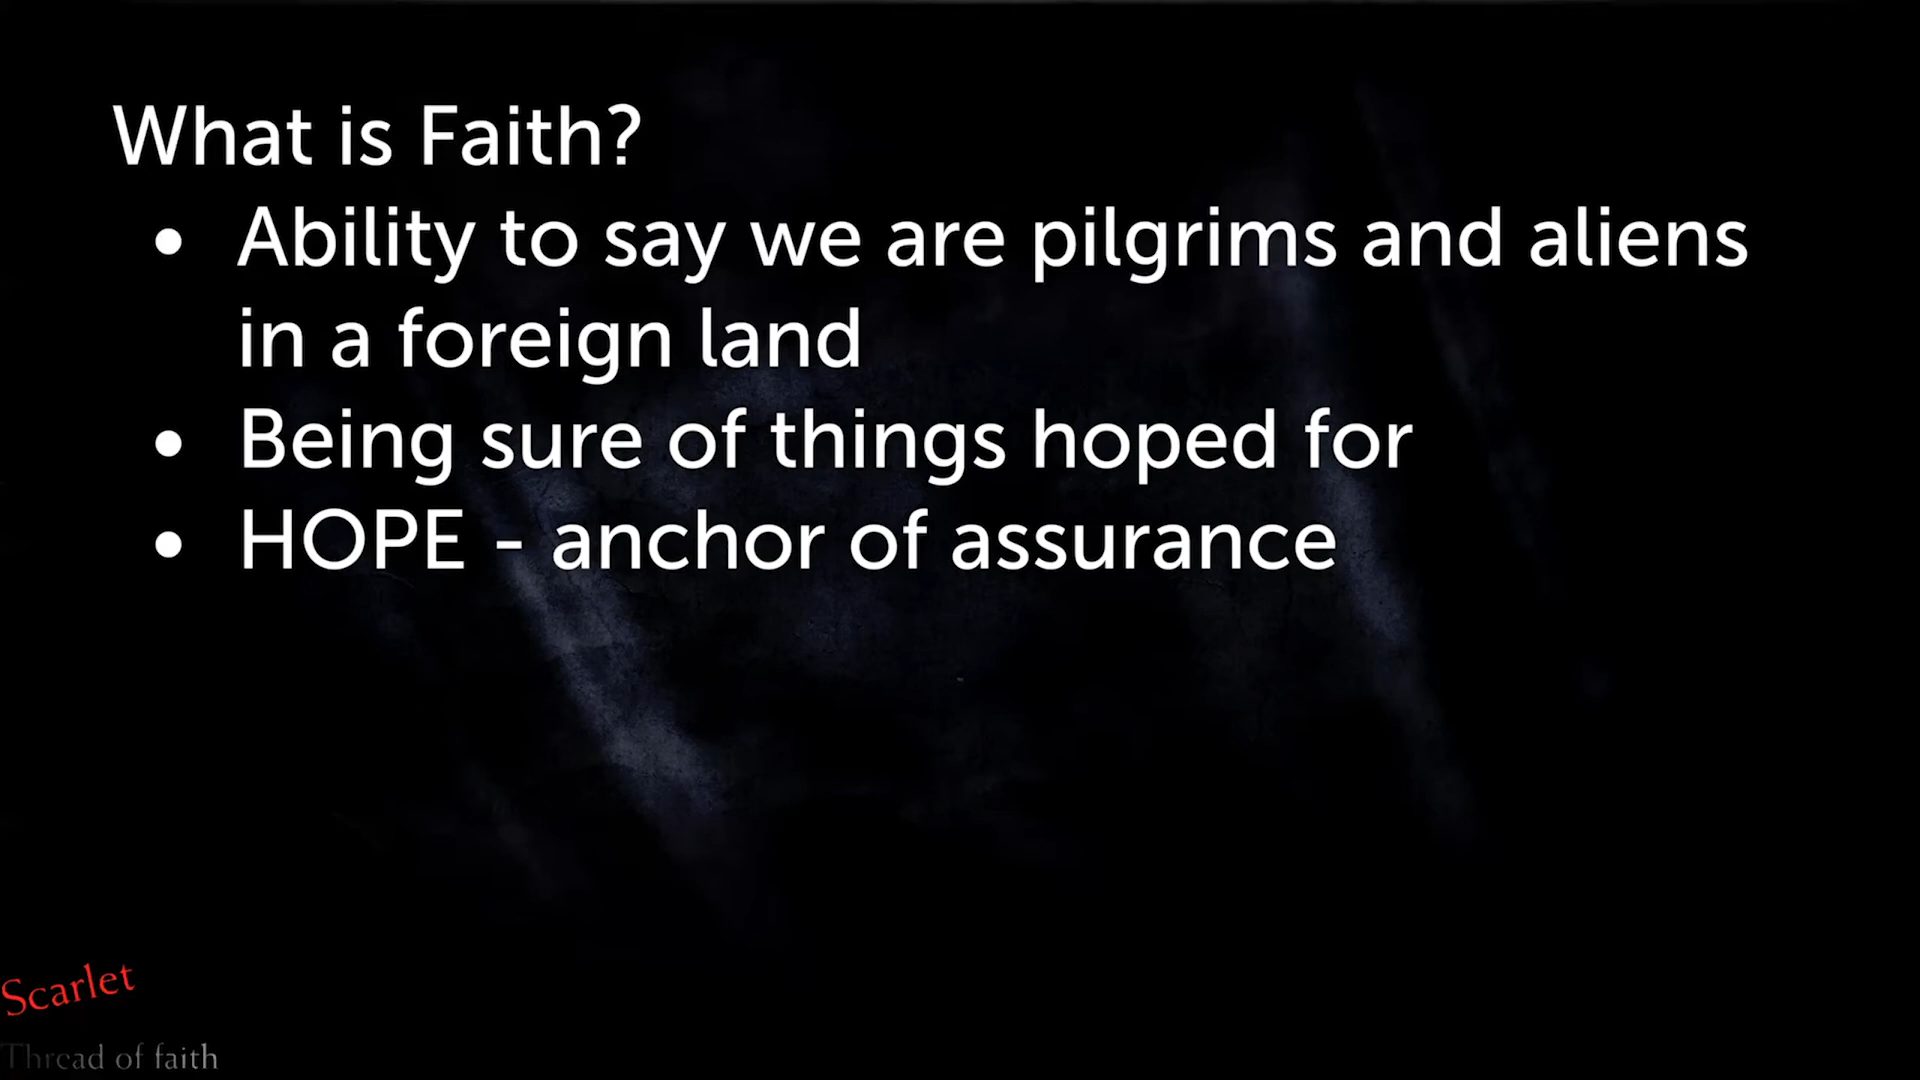 What is Faith?
• Ability to say we are pilgrims and aliens
in a foreign land
• Being sure of things hoped for
• HOPE - anchor of assurance
Scarlet
Thread of faith